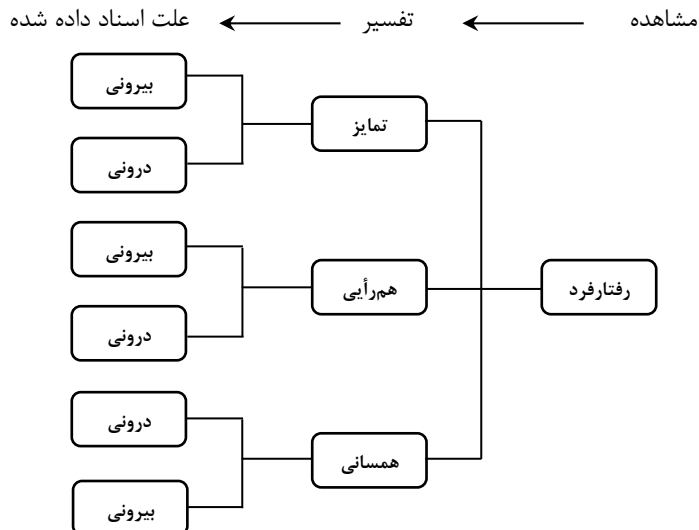 مشاهده تفسیر علت اسناد داده شده
بیرونی
تمایز
درونی
بیرونی
رفتارفرد
هم‌رأیی
درونی
درونی
همسانی
بیرونی